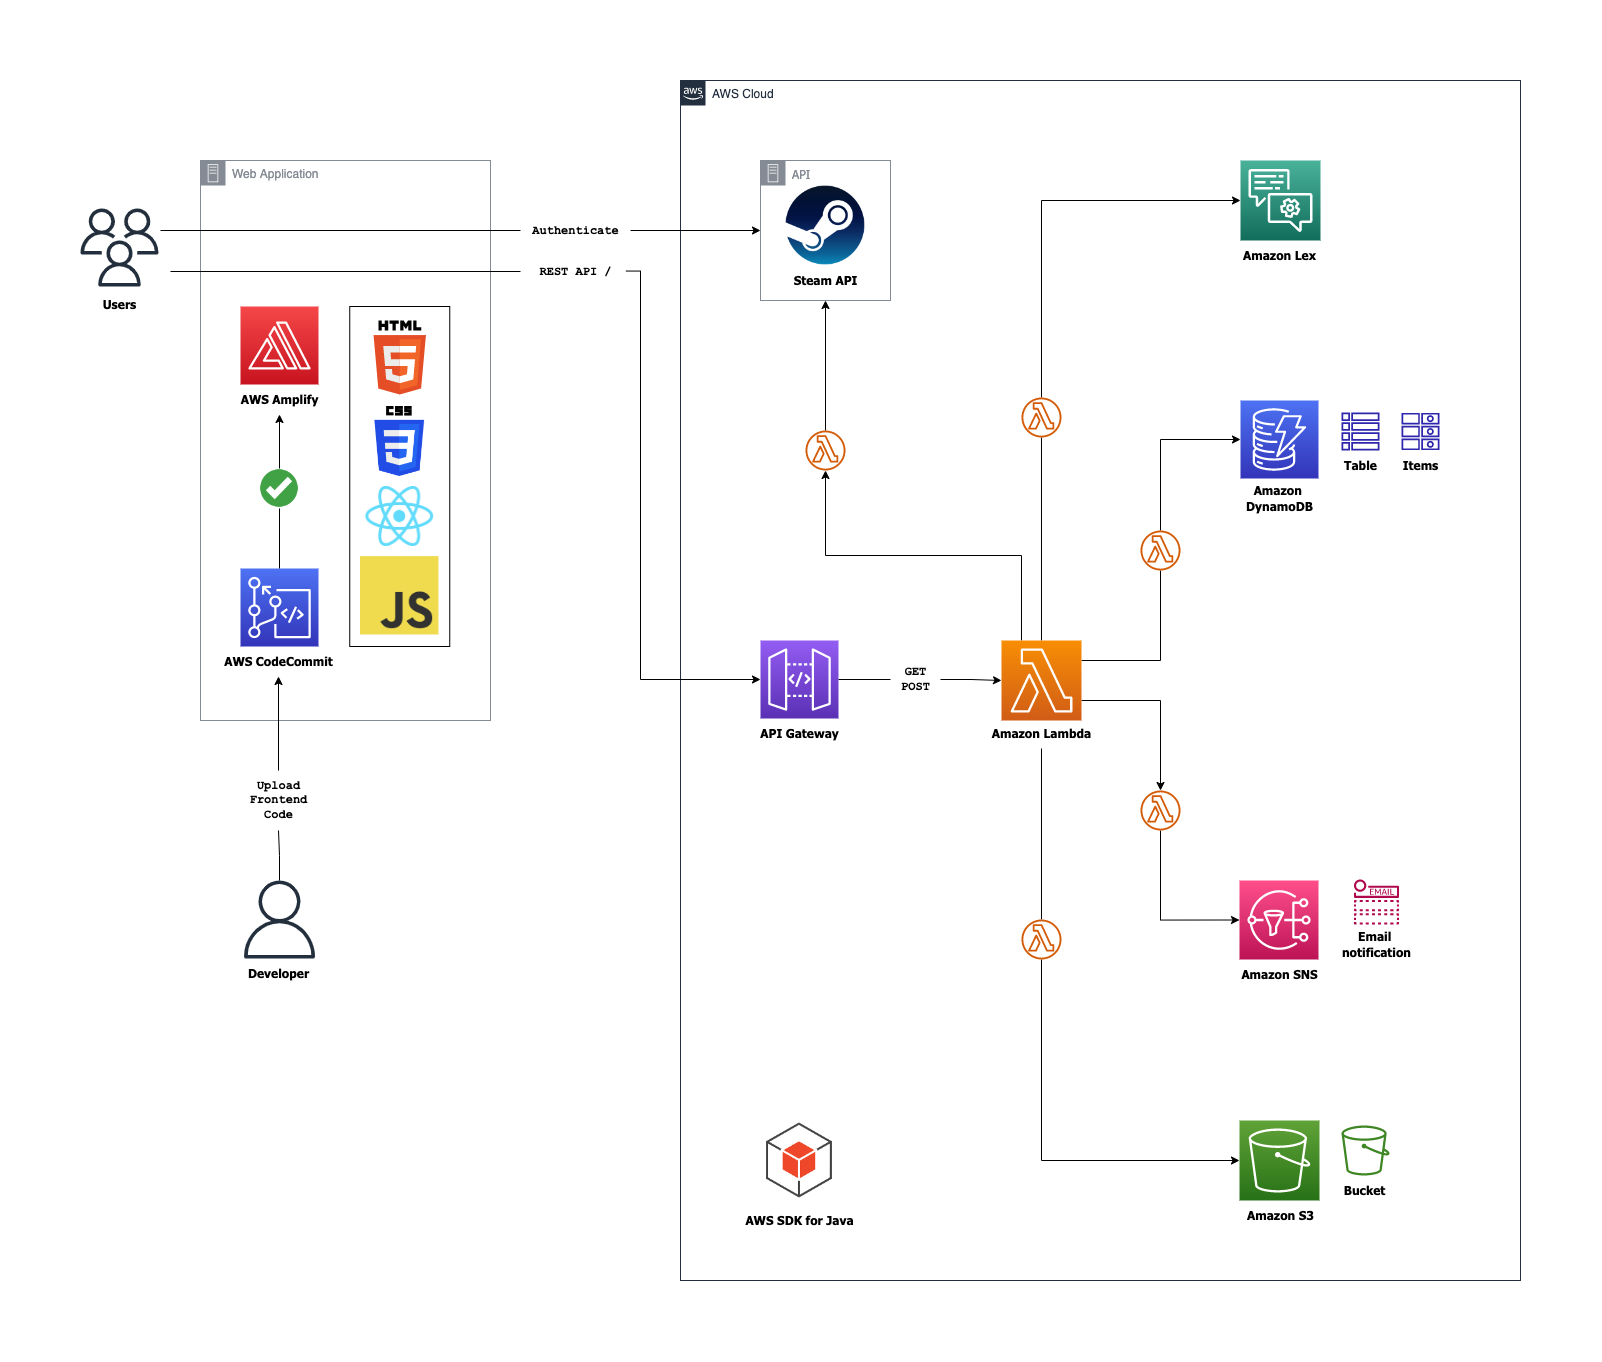 aws
AWS Cloud
Web Application
API
Authenticate
REST API /
Users
Steam API
Amazon Lex
HTML
AWS Amplify
CSS
Table
Items
Amazon
DynamoDB
</>
JS
AWS CodeCommit
</>
GET
POST
API Gateway
Amazon Lambda
Upload
Frontend
Code
EMAIL
Email
notification
Developer
Amazon SNS
Bucket
AWS SDK for Java
Amazon S3